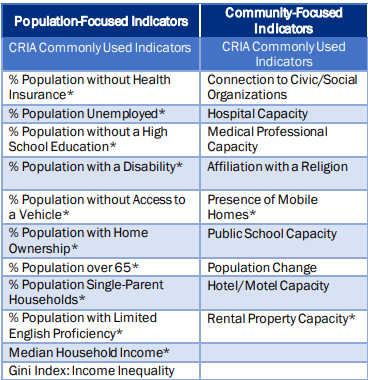 Population-Focused Indicators
Community-Focused
Indicators
CRIA Commonly Used Indicators
CRIA Commonly Used
Indicators
% Population without Health
Insurance*
Connection to Civic/Social
Organizations
% Population Unemployed*
Hospital Capacity
% Population without a High
School Education*
Medical Professional
Capacity
% Population with a Disability*
Affiliation with a Religion
% Population without Access to
a Vehicle*
Presence of Mobile
Homes*
% Population with Home
Ownership*
Public School Capacity
% Population over 65*
Population Change
% Population Single-Parent
Households*
Hotel/Motel Capacity
% Population with Limited
English Proficiency*
Rental Property Capacity*
Median Household Income*
Gini Index: Income Inequality